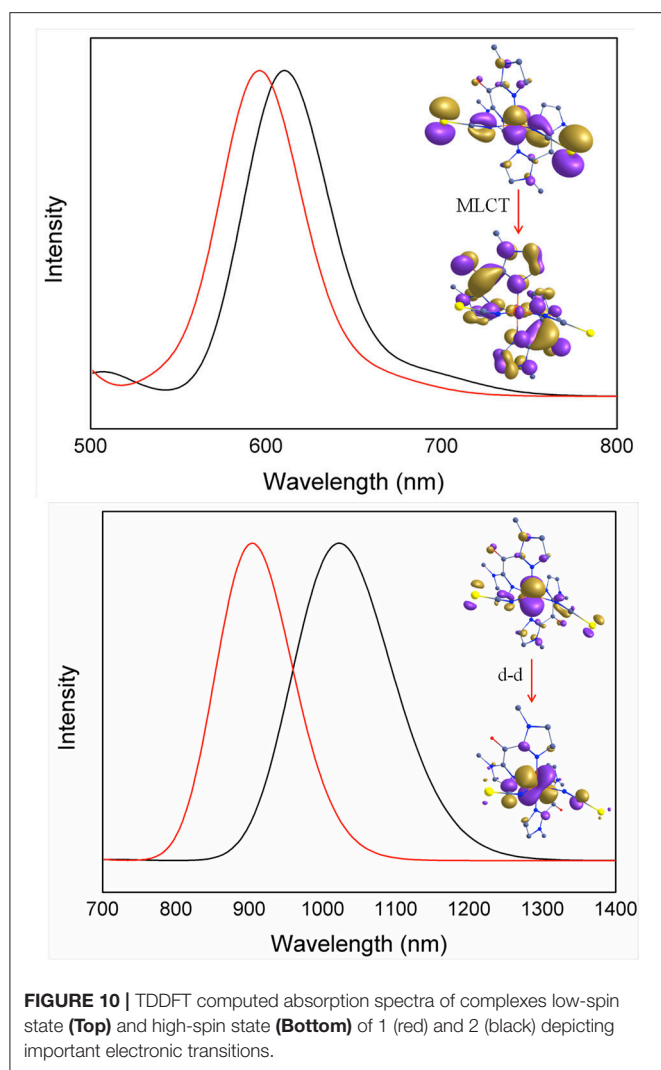 Intensity
MLCT
500 600 700 800
Wavelength (nm)
Intensity
d-d
700 800 900 1000 1100 1200 1300 1400
Wavelength (nm)
FIGURE 10 | TDDFT computed absorption spectra of complexes low-spin
state (Top) and high-spin state (Bottom) of 1 (red) and 2 (black) depicting
important electronic transitions.